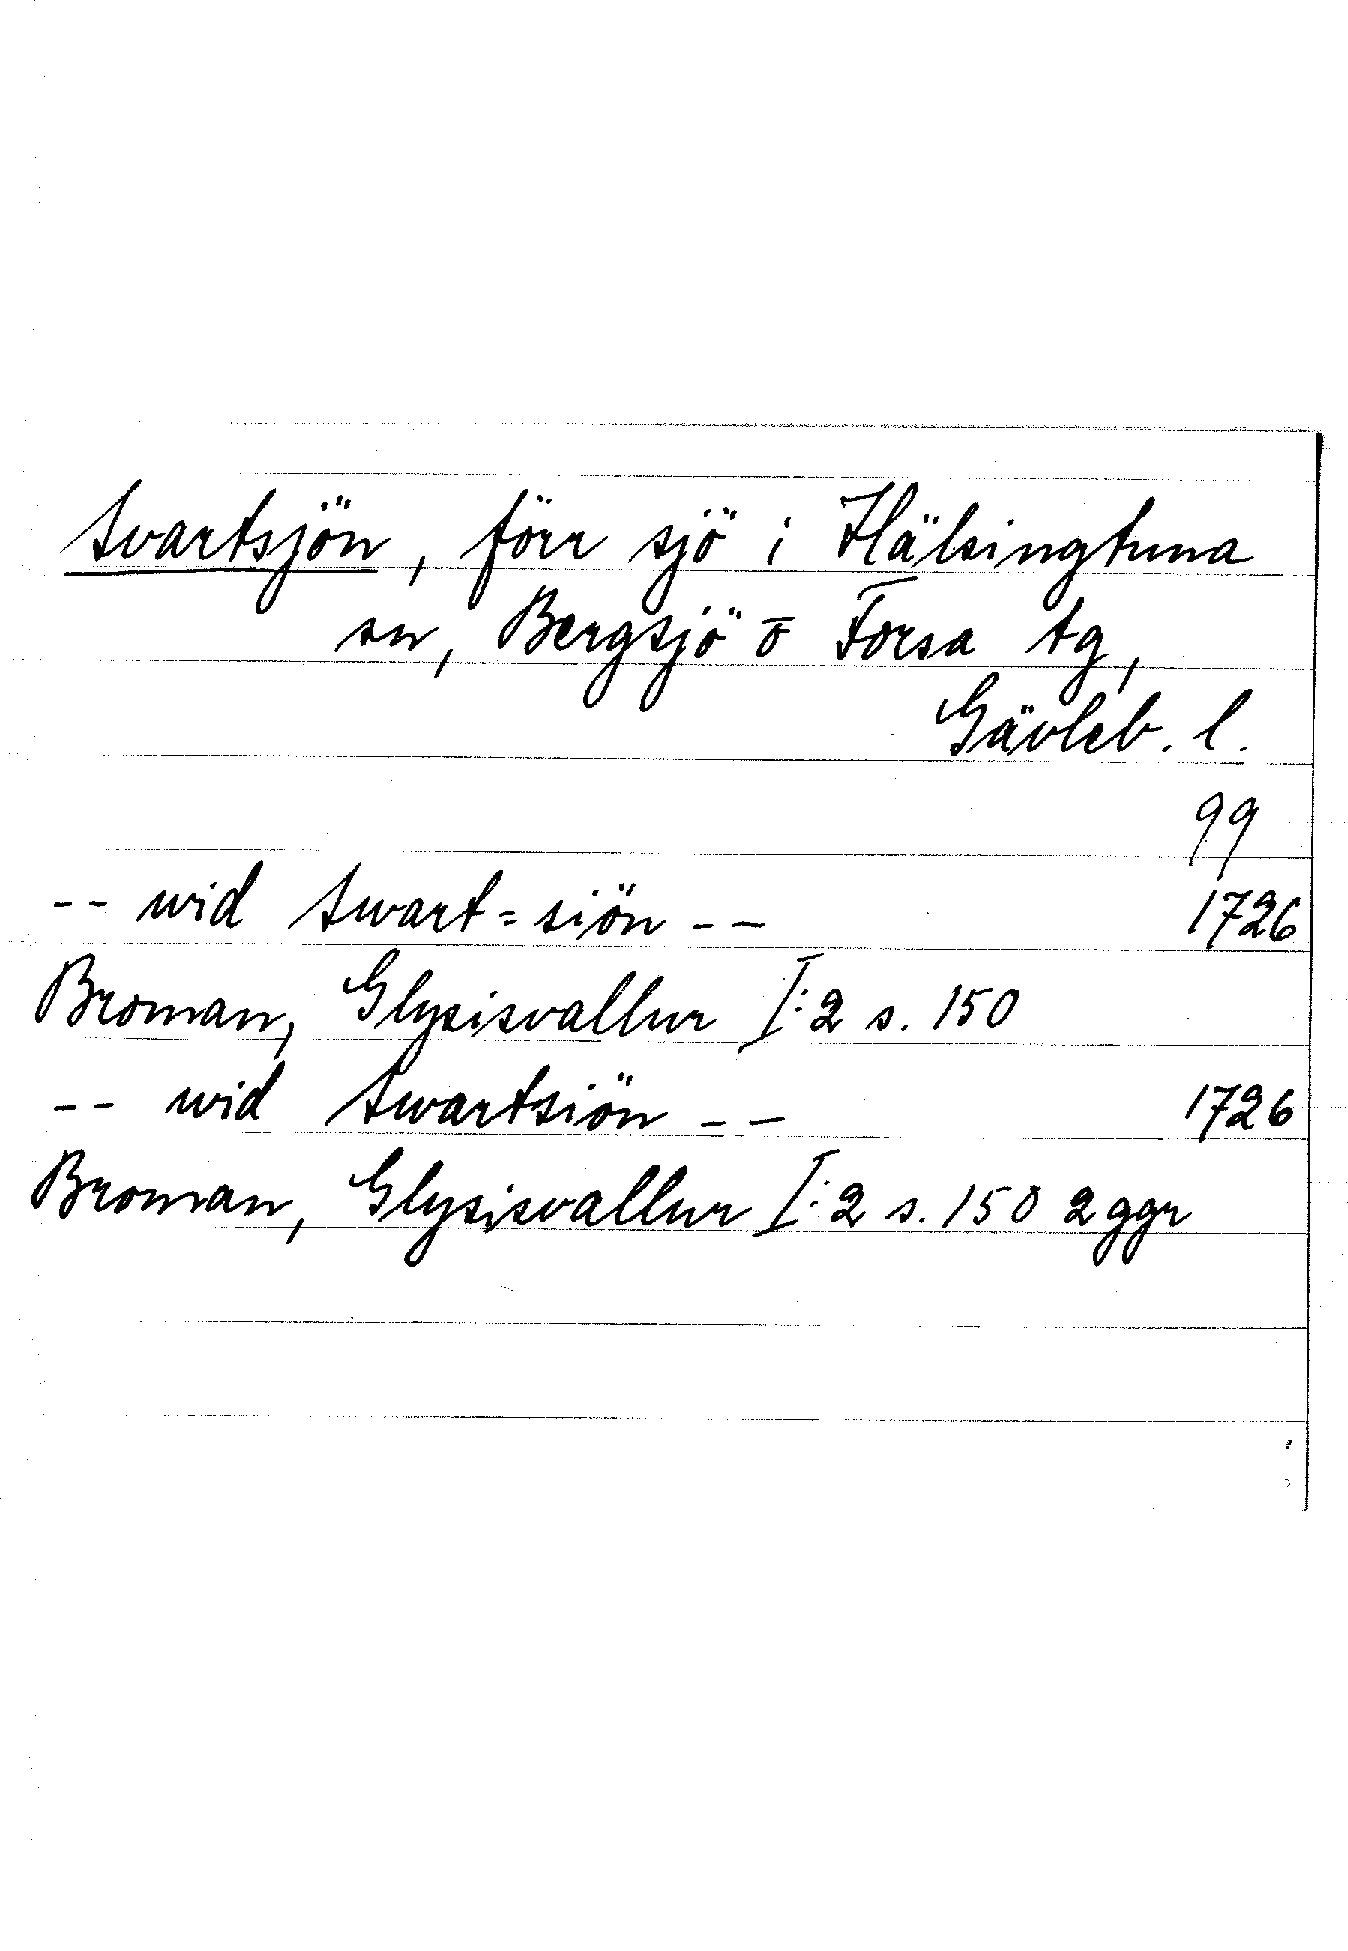 Svartsjön, förr sjö i Hälsingtuna
sn, Bergsjö o Forsa tg,
Gävleb. l.
99
-- wid Swart=siön -- 1726
Broman, Glysisvallur I:2 s. 150
-- wid Swartsiön -- 1726
Broman, Glysisvallur I:2 s. 150 2 ggr